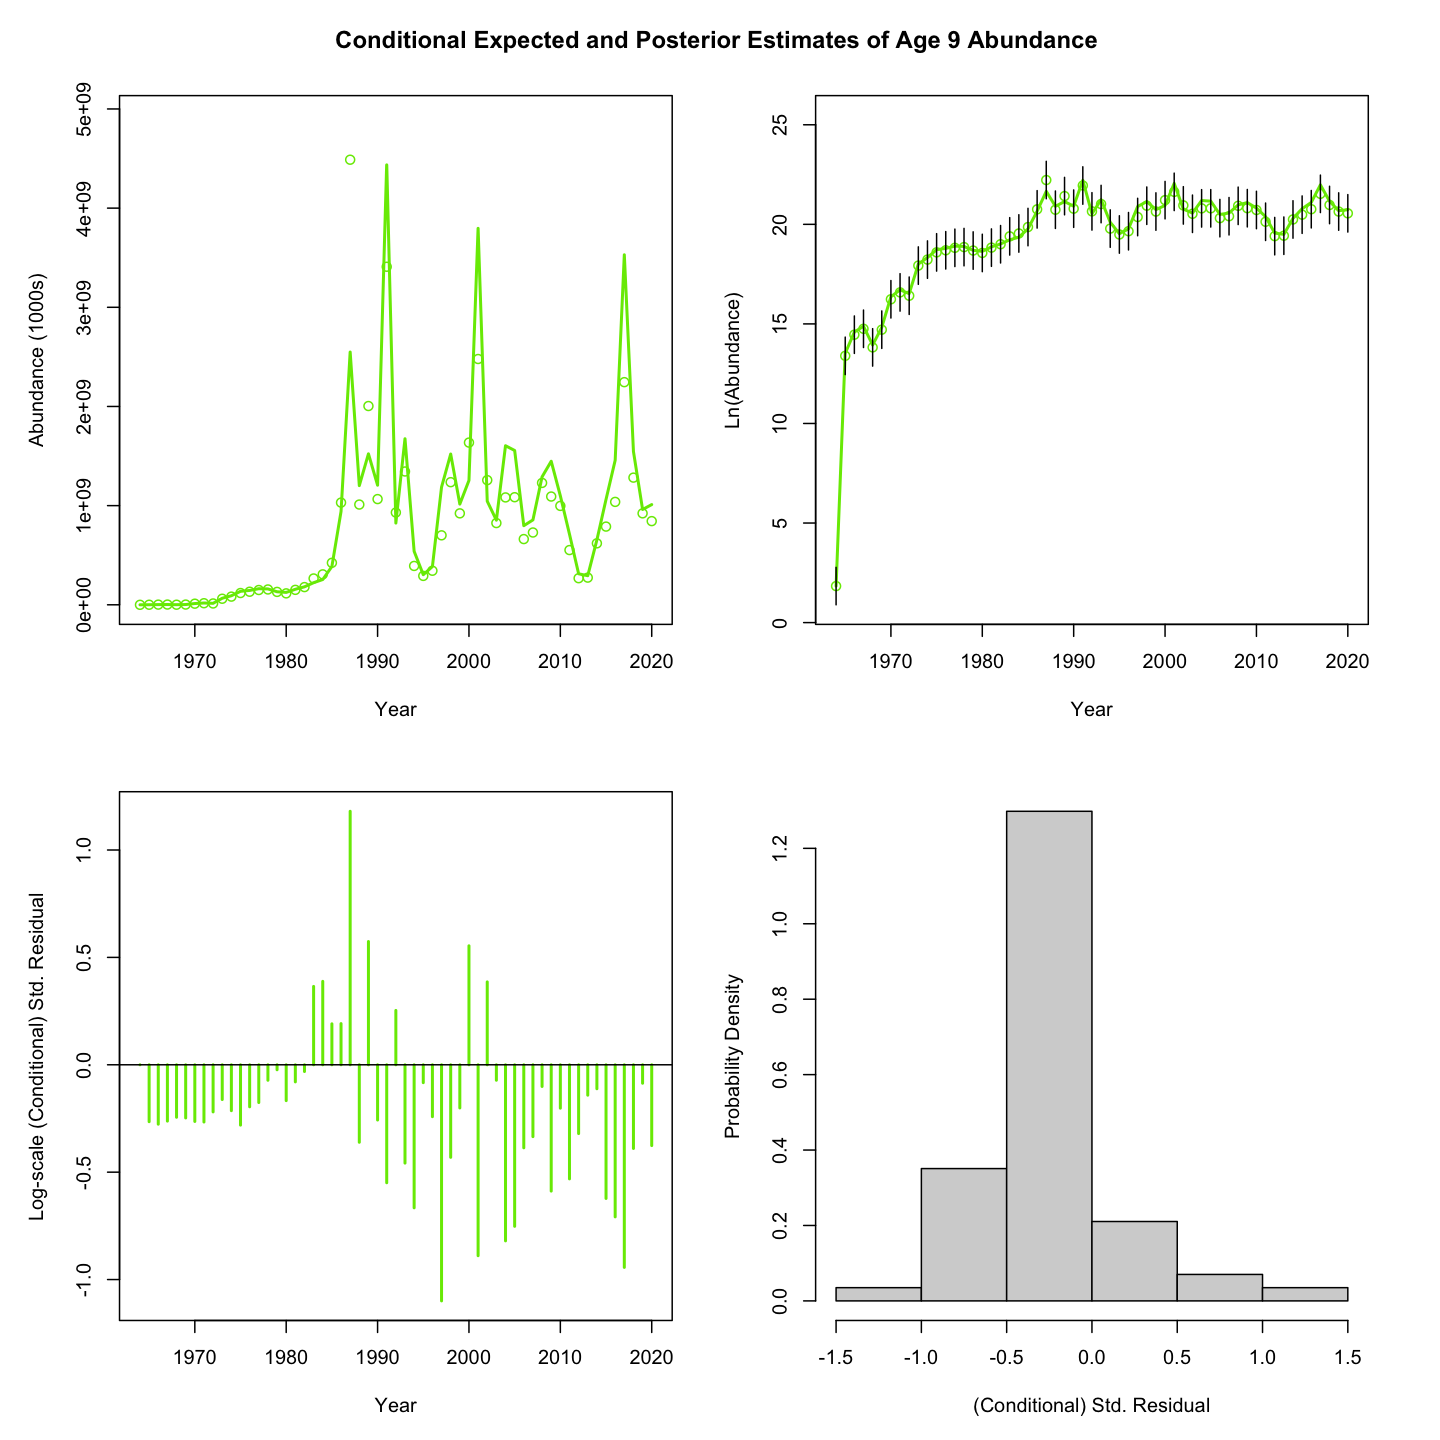 Conditional Expected and Posterior Estimates of Age 9 Abundance
Abundance (1000s)
0e+00 1e+09 2e+09 3e+09 4e+09 5e+09
1970 1980 1990 2000 2010 2020
Year
Ln(Abundance)
0 5 10 15 20 25
1970 1980 1990 2000 2010 2020
Year
Log-scale (Conditional) Std. Residual
-1.0 -0.5 0.0 0.5 1.0
1970 1980 1990 2000 2010 2020
Year
Probability Density
0.0 0.2 0.4 0.6 0.8 1.0 1.2
-1.5 -1.0 -0.5 0.0 0.5 1.0 1.5
(Conditional) Std. Residual